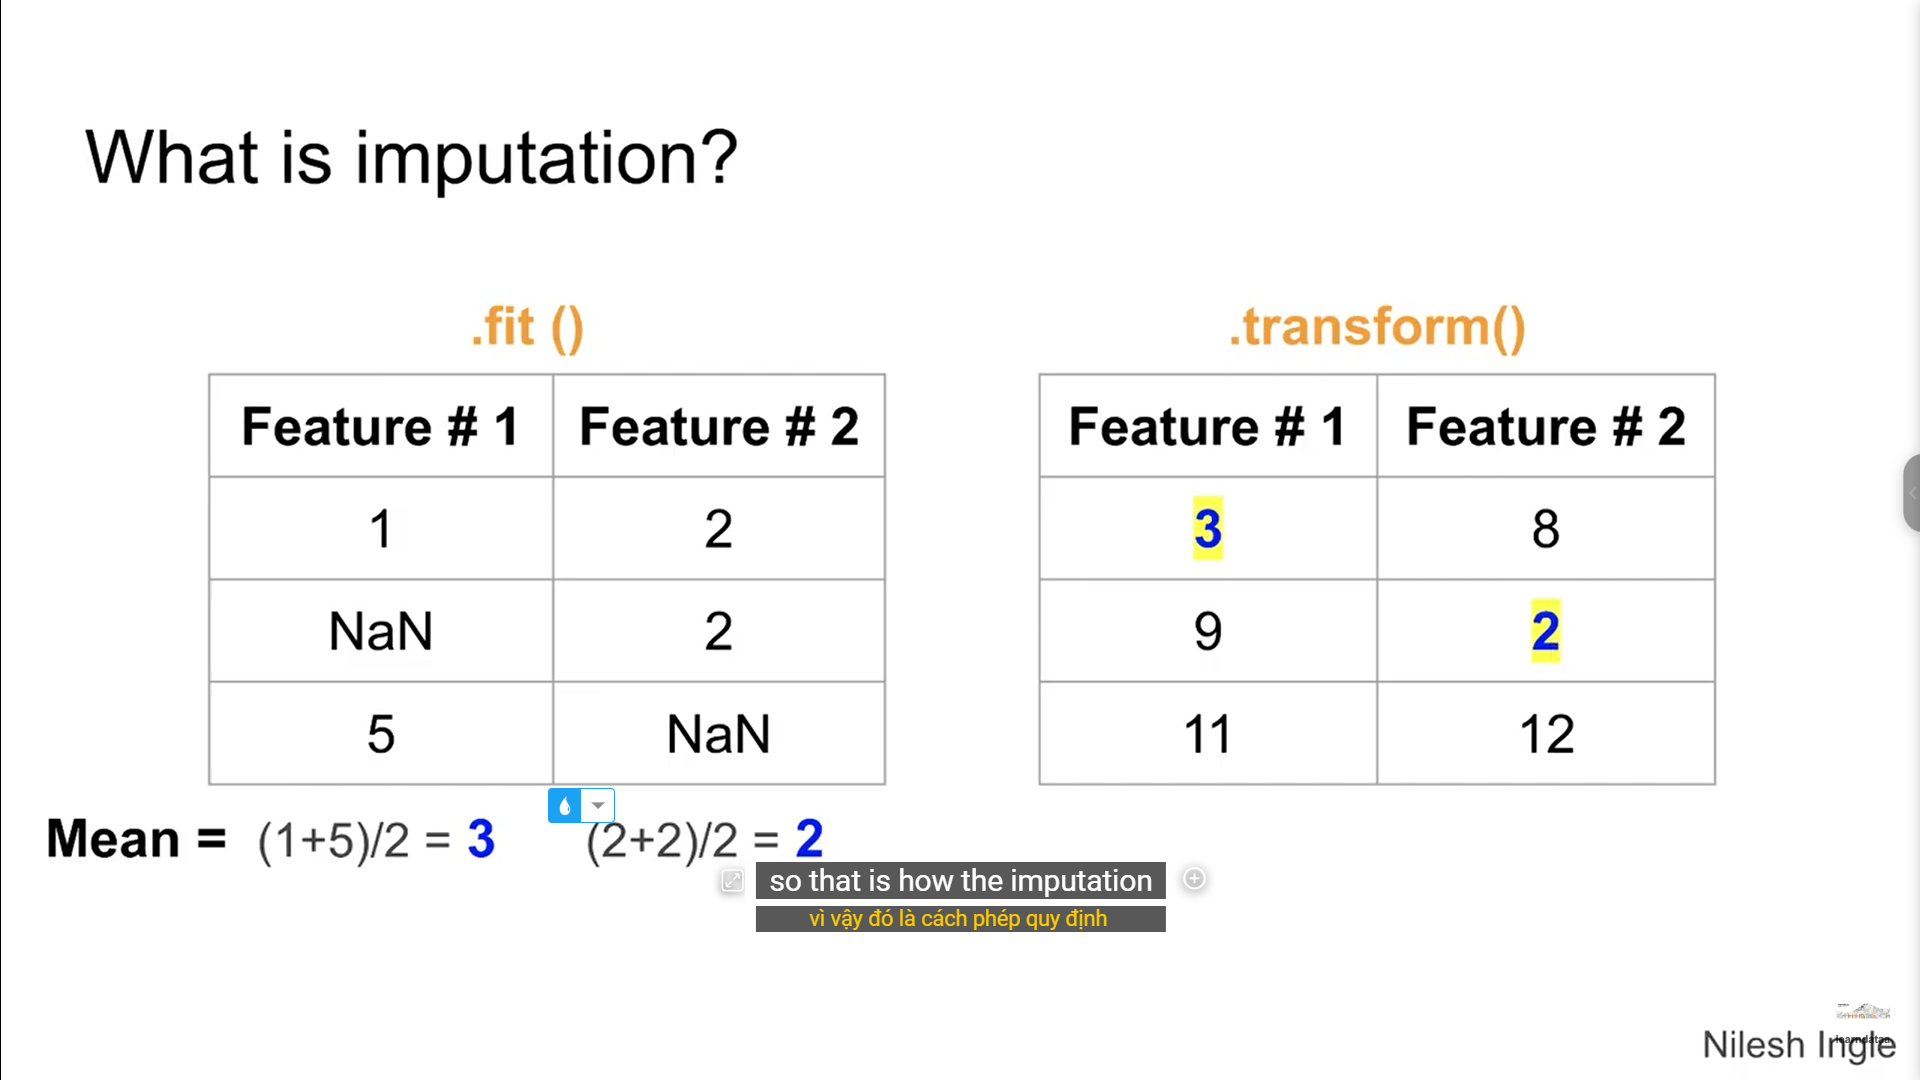 What is imputation?
.fit ()
.transform()
Feature # 1 Feature # 2
1 2
NaN 2
5 NaN
Feature # 1 Feature # 2
3 8
9 2
11 12
Mean = (1+5)/2 = 3 (2+2)/2 = 2
so that is how the imputation
vì vậy đó là cách phép quy định
Nilesh Ingle
learndataa